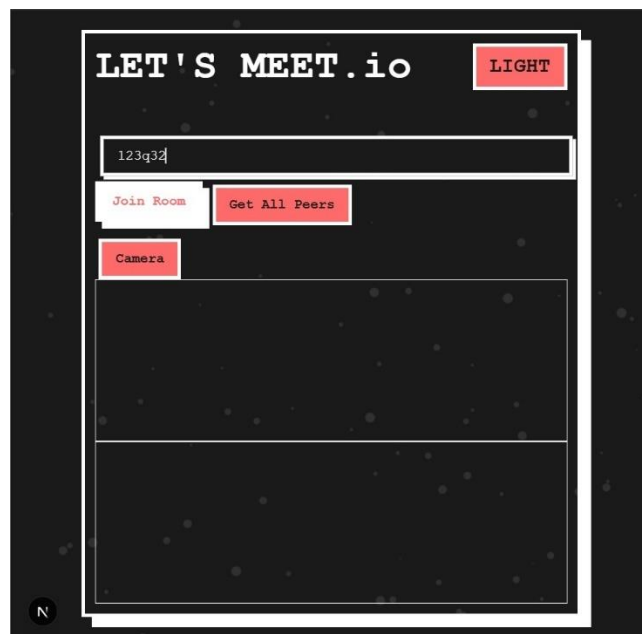 LET'S MEET.io
LIGHT
123q32
Join Room
Get All Peers
Camera
N